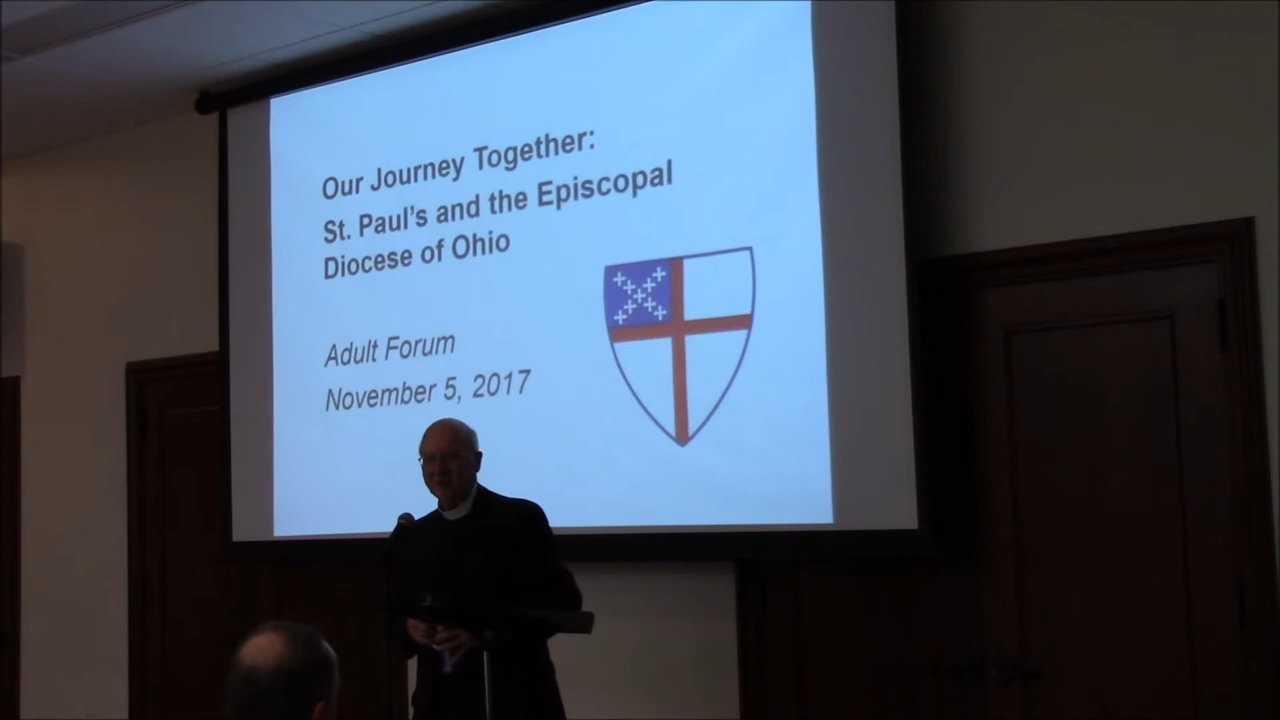 Our Journey Together:
St. Paul's and the Episcopal
Diocese of Ohio
Adult Forum
November 5, 2017